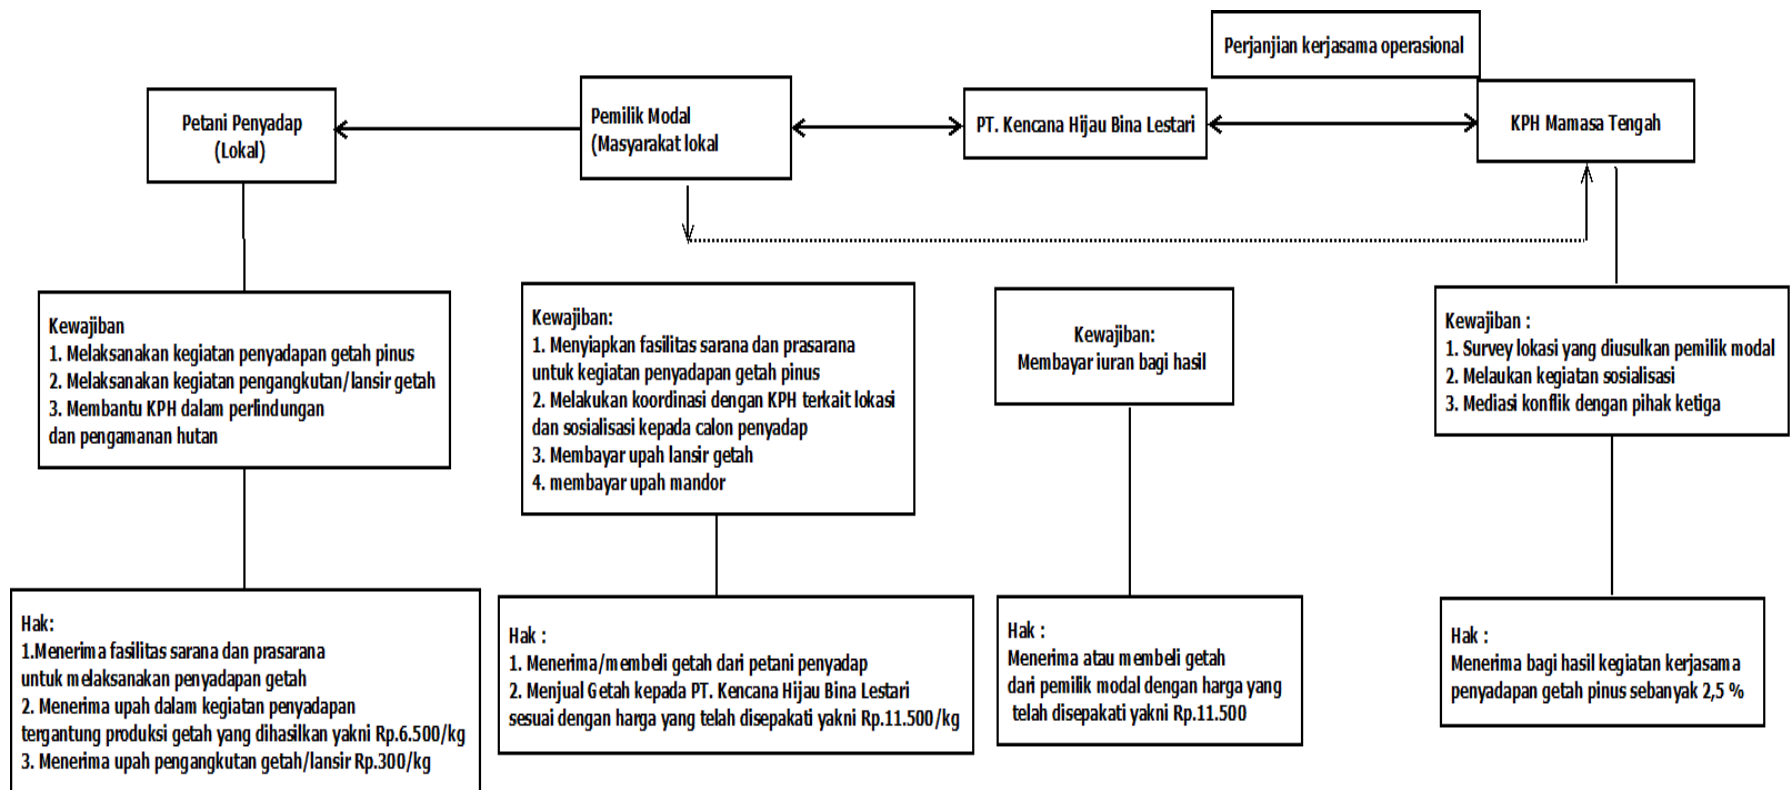 Perjanjian kerjasama operasional
Petani Penyadap
(Lokal)
Pemilik Modal
(Masyarakat lokal
PT. Kencana Hijau Bina Lestari
KPH Mamasa Tengah
Kewajiban
1. Melaksanakan kegiatan penyadapan getah pinus
2. Melaksanakan kegiatan pengangkutan/lansir getah
3. Membantu KPH dalam perlindungan
dan pengamanan hutan
Kewajiban:
1. Menyiapkan fasilitas sarana dan prasarana
untuk kegiatan penyadapan getah pinus
2. Melakukan koordinasi dengan KPH terkait lokasi
dan sosialisasi kepada calon penyadap
3. Membayar upah lansir getah
4. membayar upah mandor
Kewajiban:
Membayar iuran bagi hasil
Kewajiban :
1. Survey lokasi yang diusulkan pemilik modal
2. Melaukan kegiatan sosialisasi
3. Mediasi konflik dengan pihak ketiga
Hak:
1.Menerima fasilitas sarana dan prasarana
untuk melaksanakan penyadapan getah
2. Menerima upah dalam kegiatan penyadapan
tergantung produksi getah yang dihasilkan yakni Rp.6.500/kg
3. Menerima upah pengangkutan getah/lansir Rp.300/kg
Hak :
1. Menerima/membeli getah dari petani penyadap
2. Menjual Getah kepada PT. Kencana Hijau Bina Lestari
sesuai dengan harga yang telah disepakati yakni Rp.11.500/kg
Hak :
Menerima atau membeli getah
dari pemilik modal dengan harga yang
telah disepakati yakni Rp.11.500
Hak :
Menerima bagi hasil kegiatan kerjasama
penyadapan getah pinus sebanyak 2,5 %